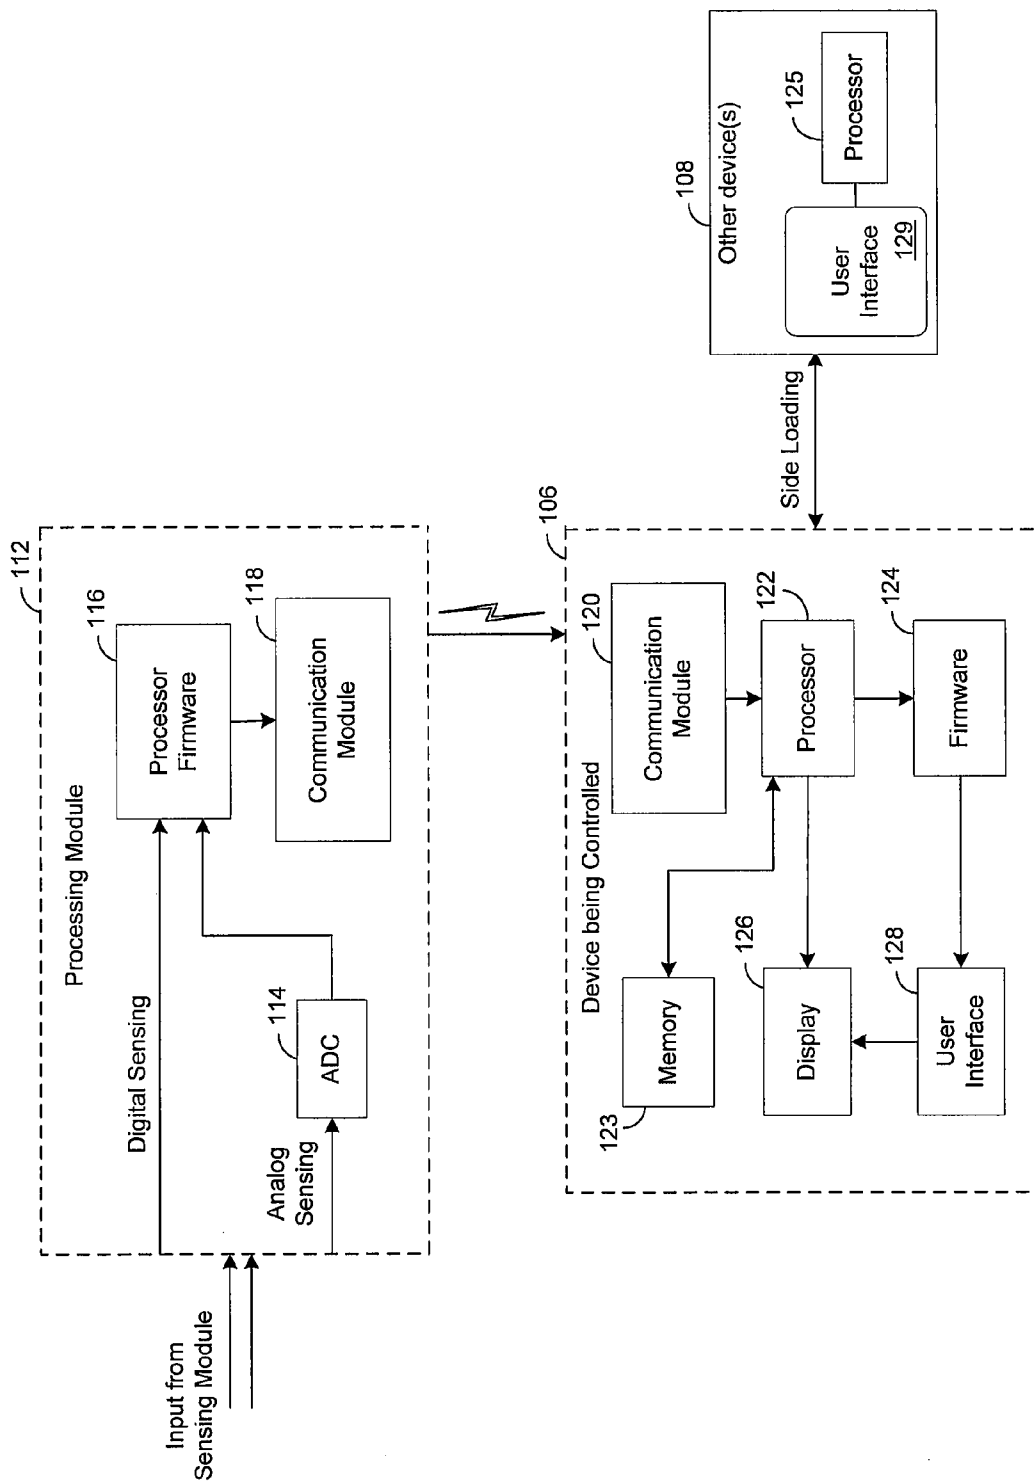 Input from
Sensing Module
112
Processing Module
Digital Sensing
Analog
Sensing
114
ADC
116
Processor
Firmware
118
Communication
Module
106
Device being Controlled
120
Communication
Module
123
Memory
122
Processor
126
Display
124
Firmware
128
User
Interface
Side Loading
108
Other device(s)
125
Processor
User
Interface
129